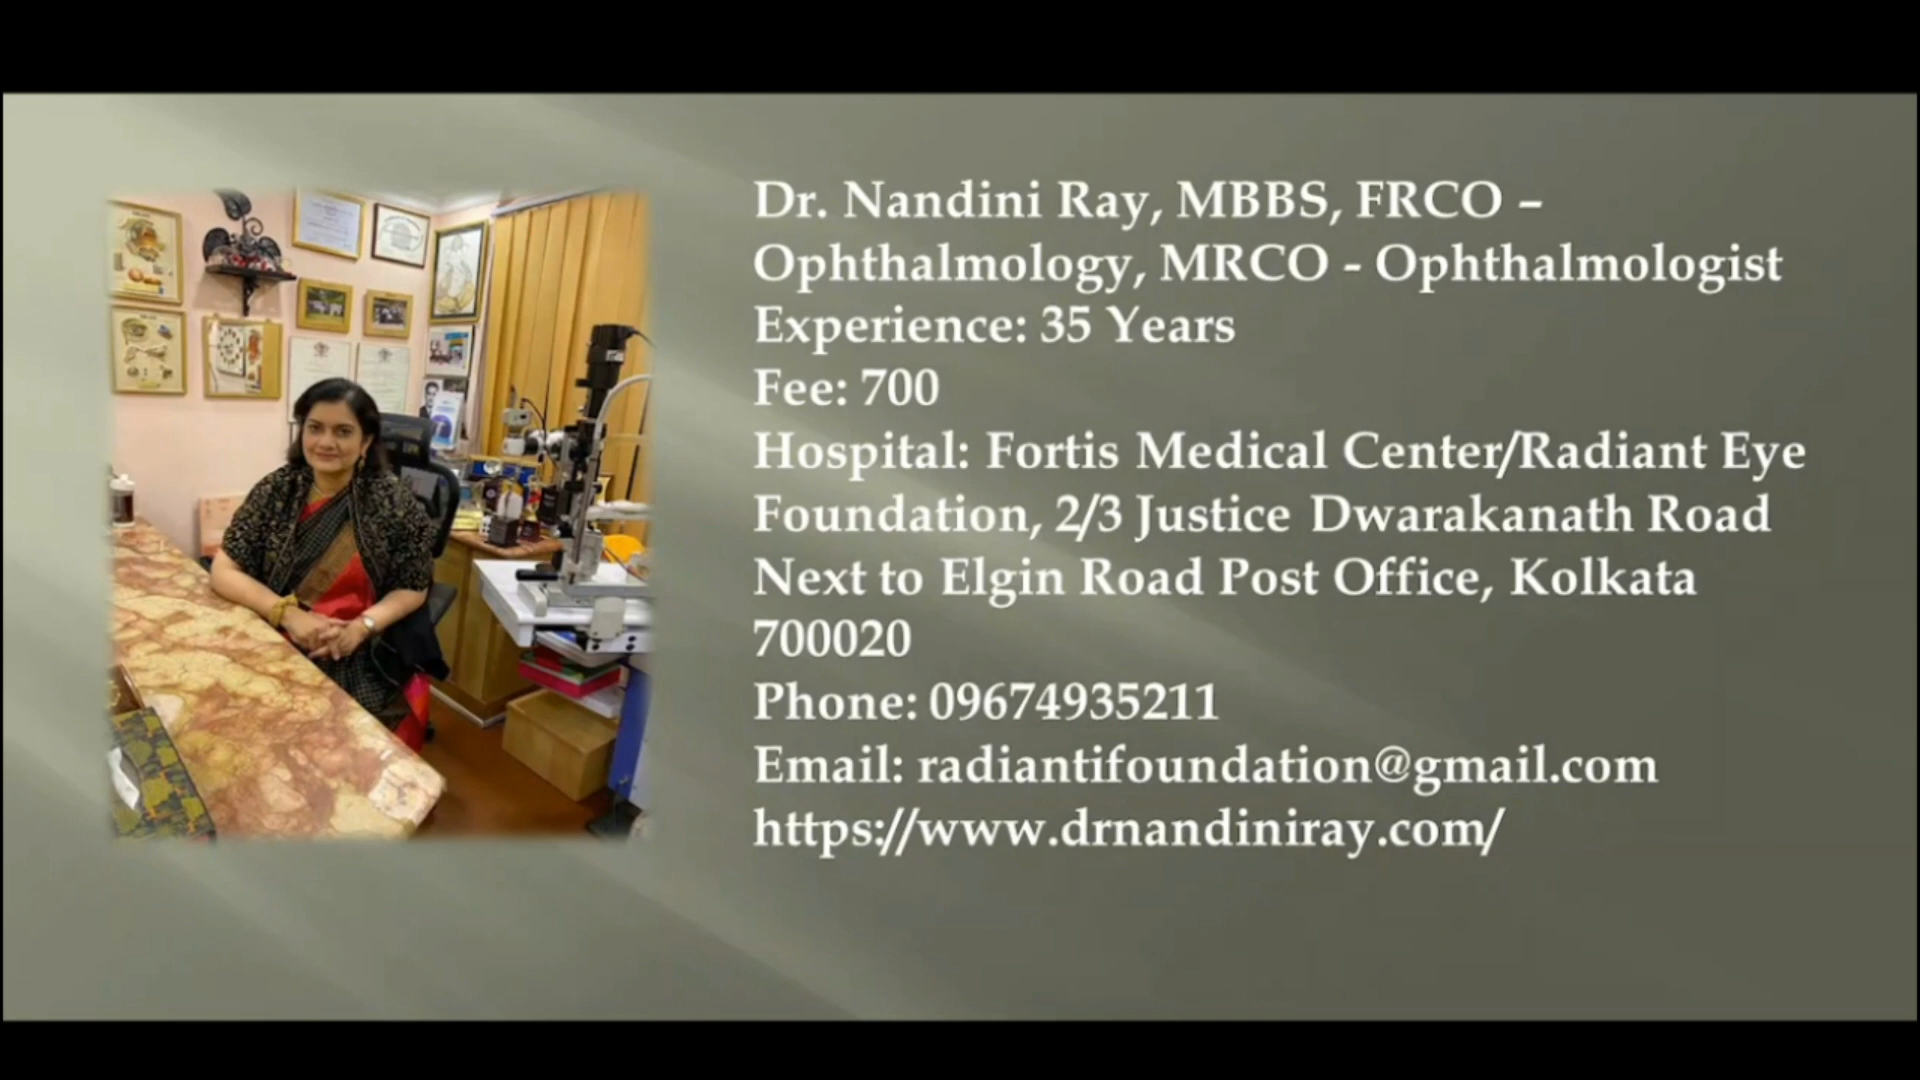 Dr. Nandini Ray, MBBS, FRCO –
Ophthalmology, MRCO - Ophthalmologist
Experience: 35 Years
Fee: 700
Hospital: Fortis Medical Center/Radiant Eye
Foundation, 2/3 Justice Dwarakanath Road
Next to Elgin Road Post Office, Kolkata
700020
Phone: 09674935211
Email: radiantifoundation@gmail.com
https://www.drnandiniray.com/